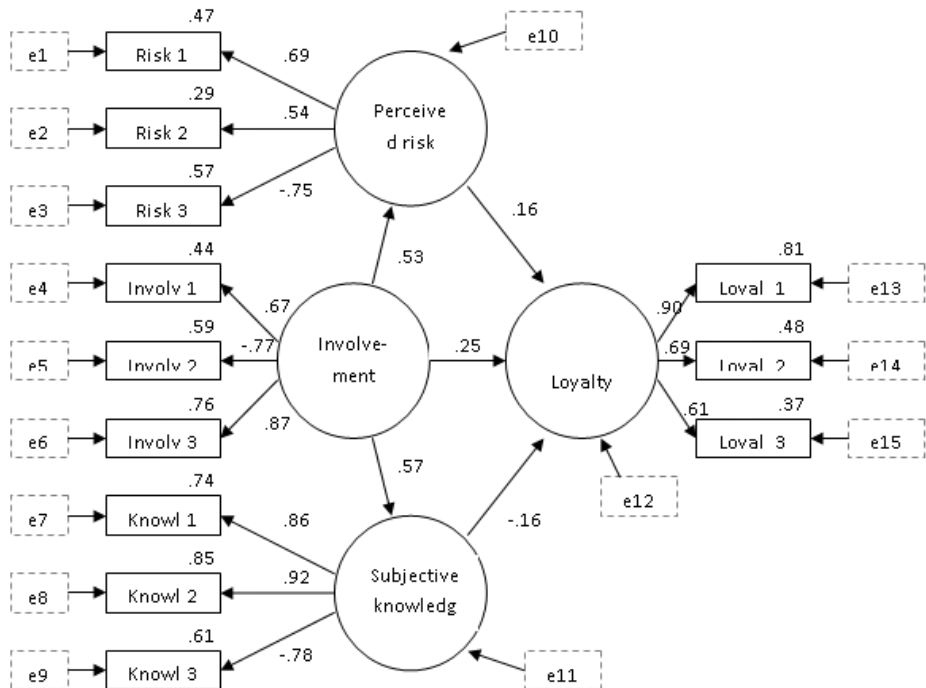 .47
e1
Risk 1
.69
e10
.29
e2
Risk 2
.54
Perceive
d risk
.57
e3
Risk 3
-.75
.16
.44
.53
.81
e4
Involv 1
.67
Loval 1
e13
.59
.90
.48
e5
Involv 2
-.77
Involve-
ment
.25
Loyalty
.69
Loval 2
e14
.76
.61
.37
e6
Involv 3
.87
Loval 3
e15
.57
.74
e12
e7
Knowl 1
.86
-.16
.85
e8
Knowl 2
.92
Subjective
knowledg
.61
e9
Knowl 3
-.78
e11